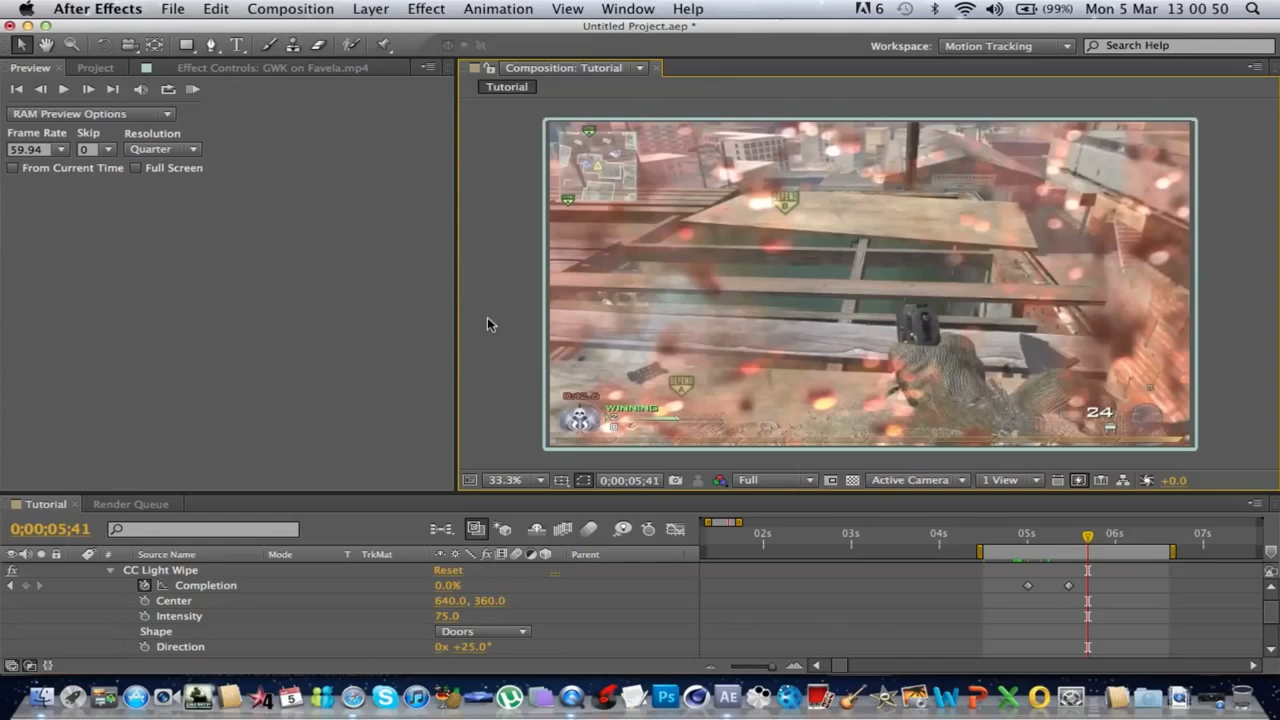 After Effects File Edit Composition Layer Effect Animation View Window Help 6 (99%) Mon 5 Mar 13 00 50
Untitled Project.aep *
T Workspace: Motion Tracking Search Help
Preview Project Effect Controls: GWK on Favela.mp4 Composition: Tutorial
Tutorial
RAM Preview Options
Frame Rate Skip Resolution
59.94 0 Quarter
From Current Time Full Screen
B
WINNING
24
33.3% 0;00;05;41 Full Active Camera 1 View +0.0
Tutorial Render Queue
0;00;05;41
02s 03s 04s 05s 06s 07s
# Source Name Mode T TrkMat fx Parent
fx CC Light Wipe Reset ...
Completion 0.0%
Center 640.0, 360.0
Intensity 75.0
Shape Doors
Direction 0x +25.0°